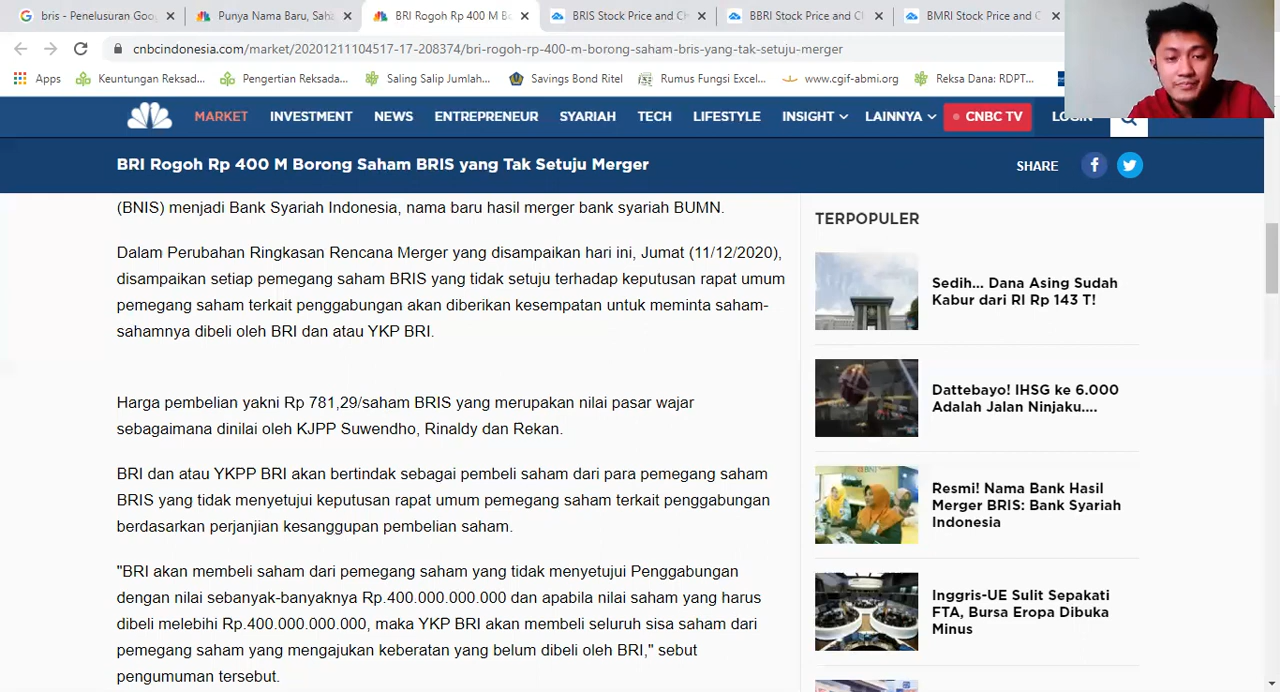 bris - Penelusuran Goo
Punya Nama Baru, Sah
BRI Rogoh Rp 400 M B
BRIS Stock Price and C
BBRI Stock Price and C
BMRI Stock Price and C
cnbcindonesia.com/market/20201211104517-17-208374/bri-rogoh-rp-400-m-borong-saham-bris-yang-tak-setuju-merger
Apps
Keuntungan Reksad...
Pengertian Reksada...
Saling Salip Jumlah...
Savings Bond Ritel
Rumus Fungsi Excel...
www.cgif-abmi.org
Reksa Dana: RDPT...
MARKET
INVESTMENT
NEWS
ENTREPRENEUR
SYARIAH
TECH
LIFESTYLE
INSIGHT
LAINNYA
CNBC TV
LOGIN
BRI Rogoh Rp 400 M Borong Saham BRIS yang Tak Setuju Merger
SHARE
(BNIS) menjadi Bank Syariah Indonesia, nama baru hasil merger bank syariah BUMN.
Dalam Perubahan Ringkasan Rencana Merger yang disampaikan hari ini, Jumat (11/12/2020),
disampaikan setiap pemegang saham BRIS yang tidak setuju terhadap keputusan rapat umum
pemegang saham terkait penggabungan akan diberikan kesempatan untuk meminta saham-
sahamnya dibeli oleh BRI dan atau YKP BRI.
Harga pembelian yakni Rp 781,29/saham BRIS yang merupakan nilai pasar wajar
sebagaimana dinilai oleh KJPP Suwendho, Rinaldy dan Rekan.
BRI dan atau YKPP BRI akan bertindak sebagai pembeli saham dari para pemegang saham
BRIS yang tidak menyetujui keputusan rapat umum pemegang saham terkait penggabungan
berdasarkan perjanjian kesanggupan pembelian saham.
"BRI akan membeli saham dari pemegang saham yang tidak menyetujui Penggabungan
dengan nilai sebanyak-banyaknya Rp.400.000.000.000 dan apabila nilai saham yang harus
dibeli melebihi Rp.400.000.000.000, maka YKP BRI akan membeli seluruh sisa saham dari
pemegang saham yang mengajukan keberatan yang belum dibeli oleh BRI," sebut
pengumuman tersebut.
TERPOPULER
Sedih... Dana Asing Sudah
Kabur dari RI Rp 143 T!
Dattebayo! IHSG ke 6.000
Adalah Jalan Ninjaku....
Resmi! Nama Bank Hasil
Merger BRIS: Bank Syariah
Indonesia
Inggris-UE Sulit Sepakati
FTA, Bursa Eropa Dibuka
Minus